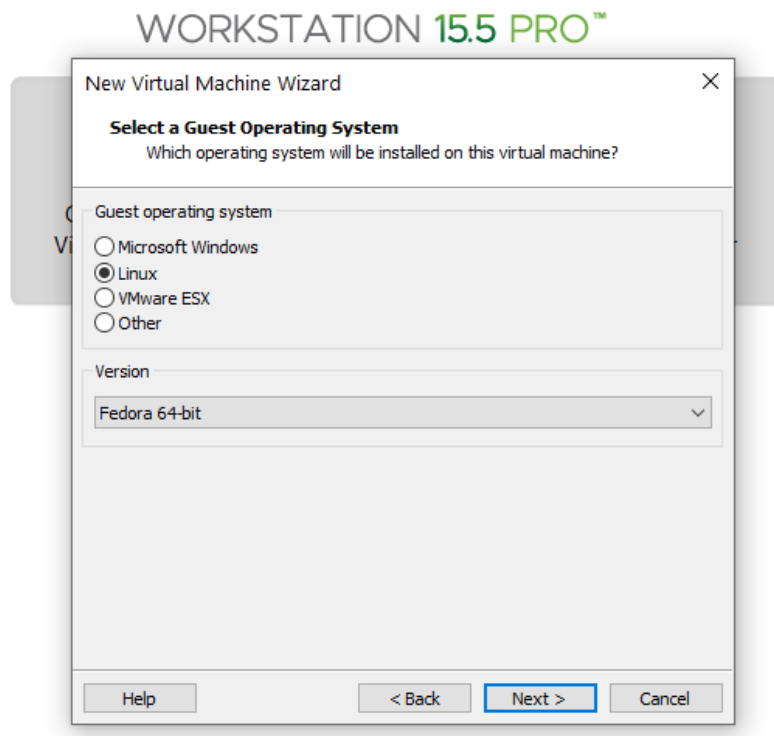 WORKSTATION 15.5 PRO™
New Virtual Machine Wizard
Select a Guest Operating System
Which operating system will be installed on this virtual machine?
Guest operating system
Microsoft Windows
Linux
VMware ESX
Other
Version
Fedora 64-bit
Help
< Back
Next >
Cancel